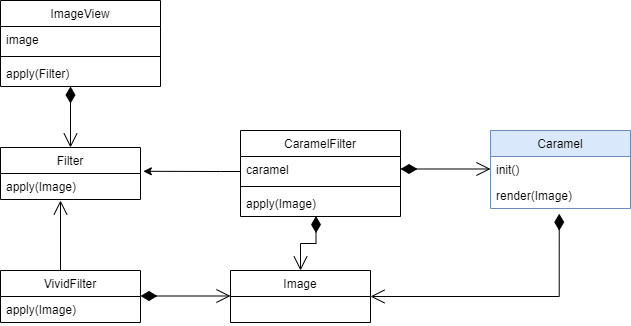 ImageView
image
apply(Filter)
Filter
apply(Image)
CaramelFilter
caramel
apply(Image)
Caramel
init()
render(Image)
VividFilter
apply(Image)
Image